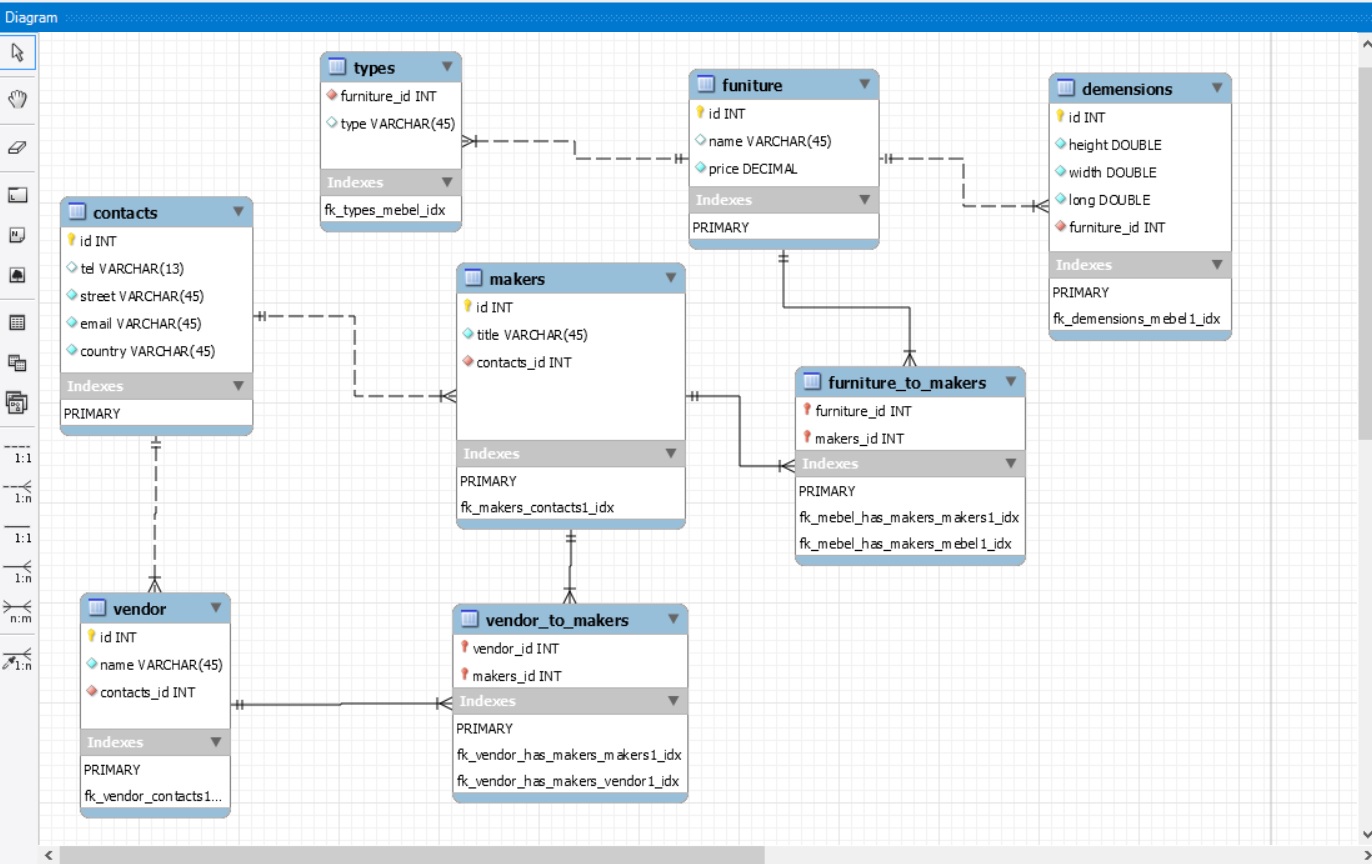 Diagram
types
furniture_id INT
type VARCHAR(45)
Indexes
fk_types_mebel_idx
funiture
id INT
name VARCHAR(45)
price DECIMAL
Indexes
PRIMARY
demensions
id INT
height DOUBLE
width DOUBLE
long DOUBLE
furniture_id INT
Indexes
PRIMARY
fk_demensions_mebel1_idx
contacts
id INT
tel VARCHAR(13)
street VARCHAR(45)
email VARCHAR(45)
country VARCHAR(45)
Indexes
PRIMARY
makers
id INT
title VARCHAR(45)
contacts_id INT
Indexes
PRIMARY
fk_makers_contacts1_idx
furniture_to_makers
furniture_id INT
makers_id INT
Indexes
PRIMARY
fk_mebel_has_makers_makers1_idx
fk_mebel_has_makers_mebel1_idx
vendor
id INT
name VARCHAR(45)
contacts_id INT
Indexes
PRIMARY
fk_vendor_contacts1...
vendor_to_makers
vendor_id INT
makers_id INT
Indexes
PRIMARY
fk_vendor_has_makers_makers1_idx
fk_vendor_has_makers_vendor1_idx
1:1
1:n
1:1
1:n
n:m
1:n